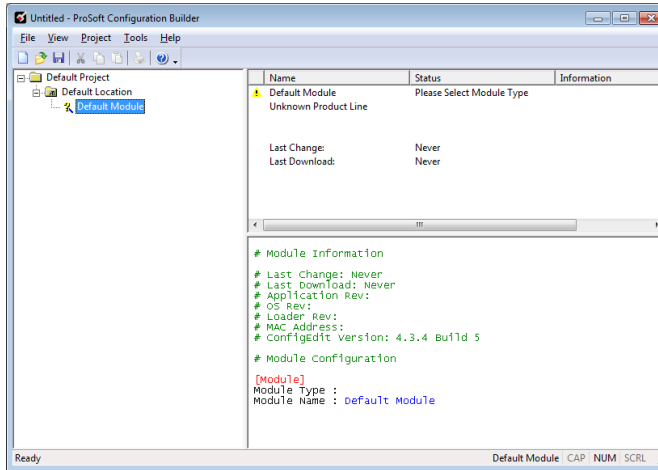 Untitled - ProSoft Configuration Builder
File View Project Tools Help
Default Project
Default Location
Default Module
Name Status Information
Default Module Please Select Module Type
Unknown Product Line
Last Change: Never
Last Download: Never
# Module Information
# Last Change: Never
# Last Download: Never
# Application Rev:
# OS Rev:
# Loader Rev:
# MAC Address:
# ConfigEdit Version: 4.3.4 Build 5
# Module Configuration
[Module]
Module Type :
Module Name : Default Module
Ready Default Module CAP NUM SCRL